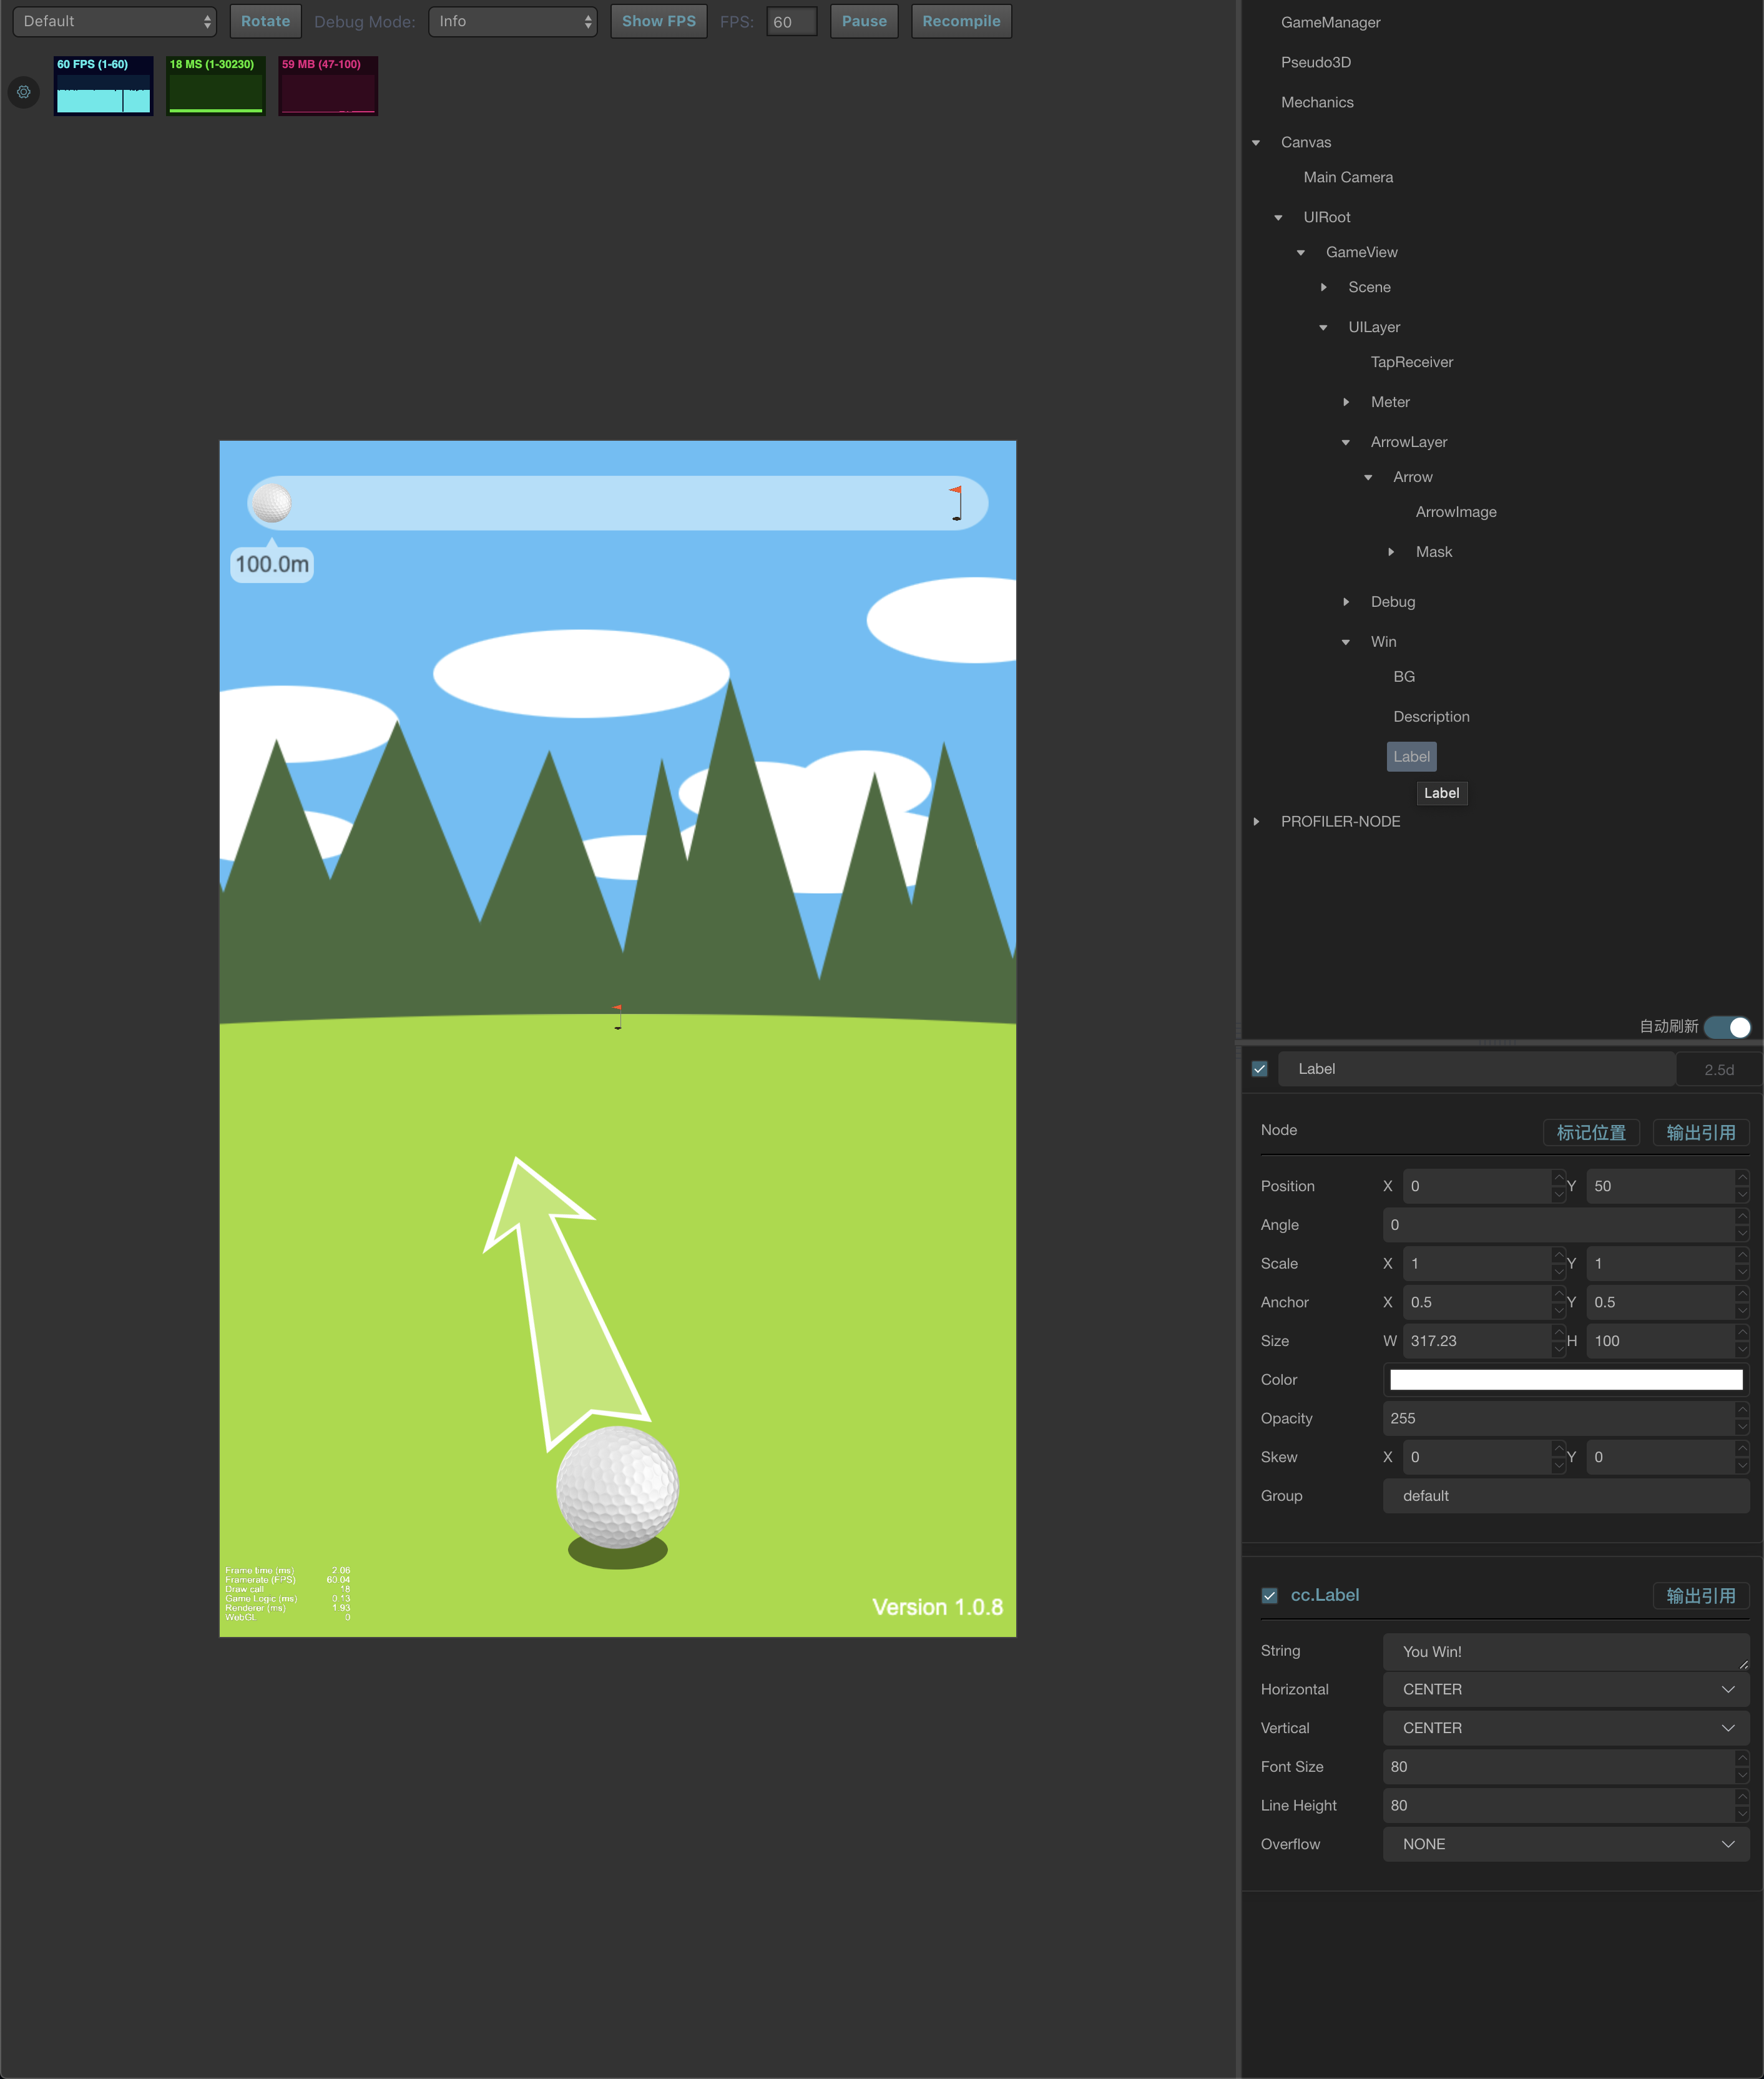 Default Rotate Debug Mode: Info Show FPS FPS: 60 Pause Recompile
60 FPS (1-60) 18 MS (1-30230) 59 MB (47-100)
100.0m
Frame time (ms) 2.06
Framerate (FPS) 60.04
Draw call 18
Game Logic (ms) 0.13
Renderer (ms) 1.93
WebGL 0
Version 1.0.8
GameManager
Pseudo3D
Mechanics
Canvas
Main Camera
UIRoot
GameView
Scene
UILayer
TapReceiver
Meter
ArrowLayer
Arrow
ArrowImage
Mask
Debug
Win
BG
Description
Label
Label
PROFILER-NODE
自动刷新
Label 2.5d
Node 标记位置 输出引用
Position X 0 Y 50
Angle 0
Scale X 1 Y 1
Anchor X 0.5 Y 0.5
Size W 317.23 H 100
Color
Opacity 255
Skew X 0 Y 0
Group default
cc.Label 输出引用
String You Win!
Horizontal CENTER
Vertical CENTER
Font Size 80
Line Height 80
Overflow NONE